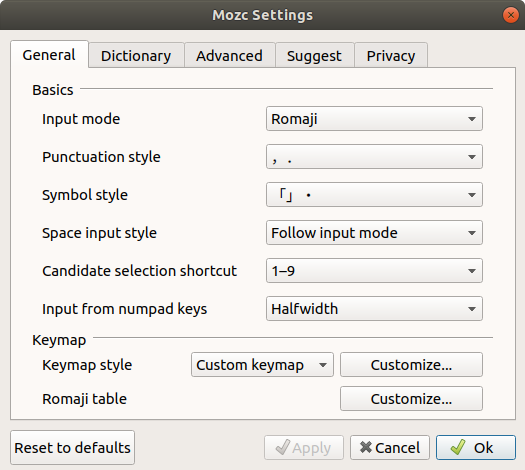 Mozc Settings
General Dictionary Advanced Suggest Privacy
Basics
Input mode Romaji
Punctuation style ，．
Symbol style 「」・
Space input style Follow input mode
Candidate selection shortcut 1–9
Input from numpad keys Halfwidth
Keymap
Keymap style Custom keymap Customize...
Romaji table Customize...
Reset to defaults Apply Cancel Ok